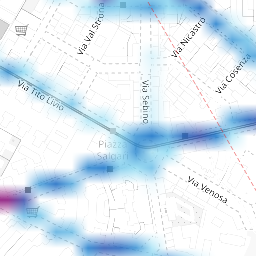 Via Val Strona
Via Nicastro
Via Cosenza
Via Tito Livio
Via Sebino
Piazza
Salgari
Via Venosa